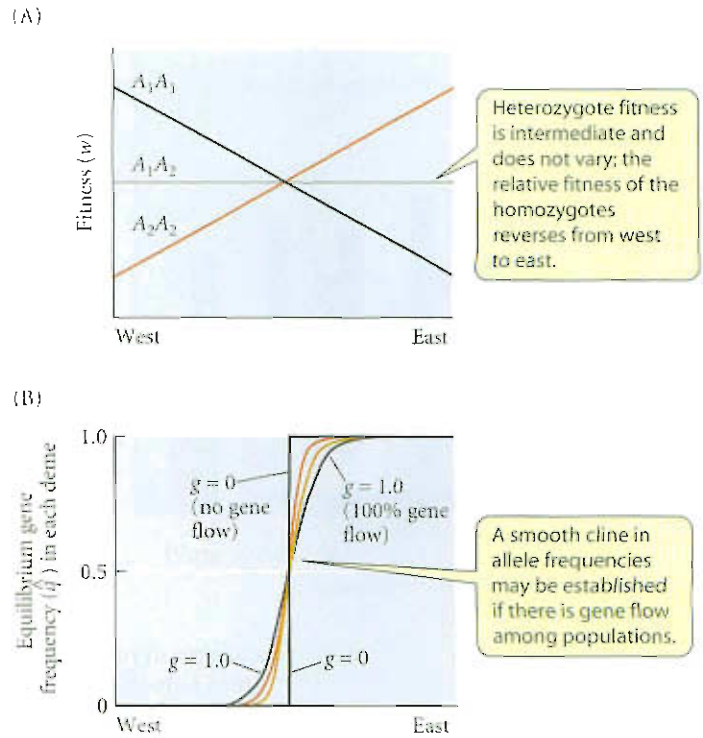 (A)
Fitness (w)
A₁A₁
A₁A₂
A₂A₂
West
East
Heterozygote fitness
is intermediate and
does not vary; the
relative fitness of the
homozygotes
reverses from west
to east.
(B)
Equilibrium gene
frequency (q̂) in each deme
1.0
0.5
0
g = 0
(no gene
flow)
g = 1.0
(100% gene
flow)
g = 1.0
g = 0
West
East
A smooth cline in
allele frequencies
may be established
if there is gene flow
among populations.